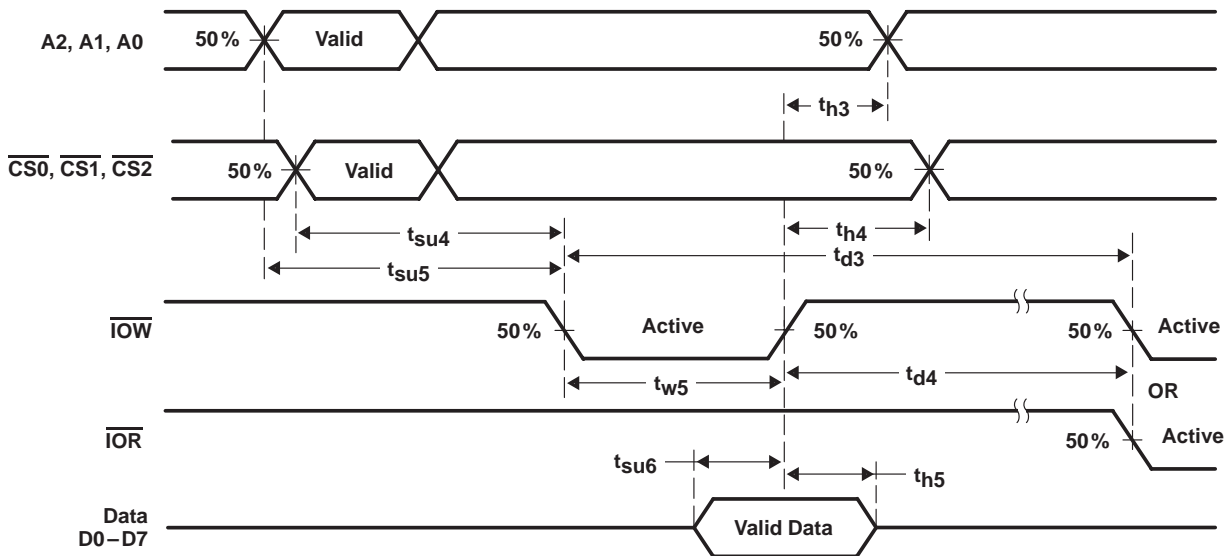 A2, A1, A0
50%
Valid
50%
th3
CS0, CS1, CS2
50%
Valid
50%
tsu4
th4
td3
tsu5
IOW
50%
Active
50%
50%
Active
tw5
td4
OR
IOR
50%
Active
tsu6
th5
Data
D0–D7
Valid Data